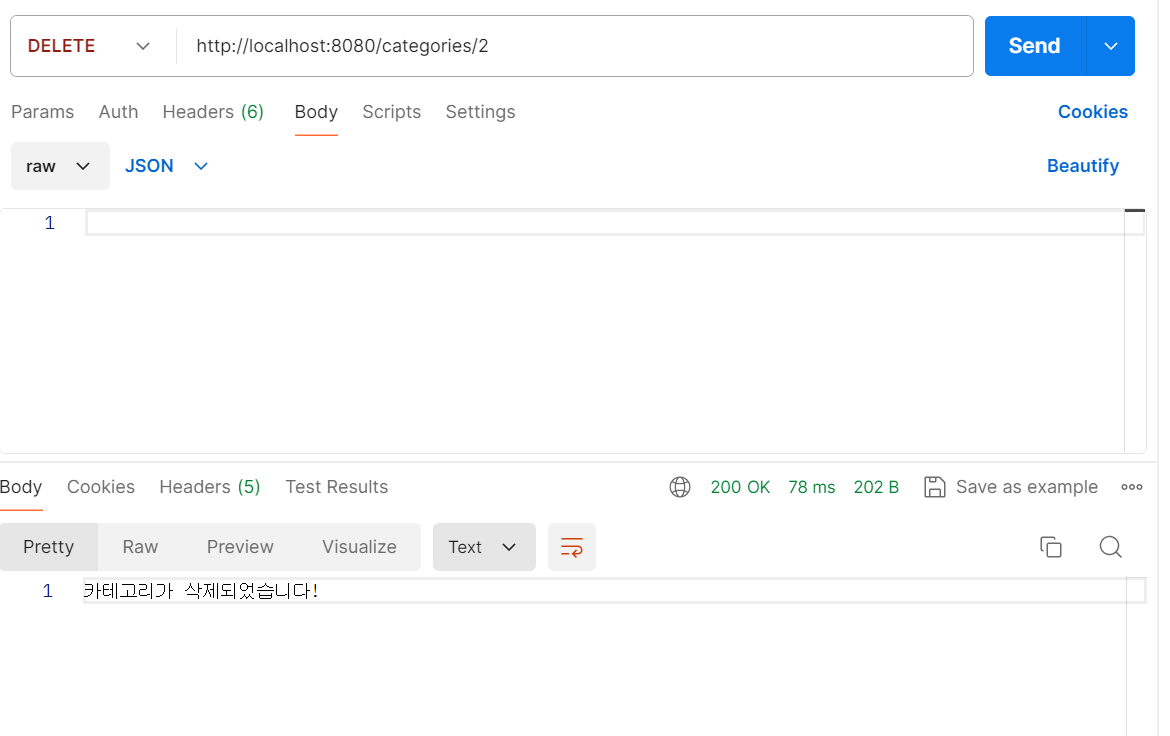 DELETE http://localhost:8080/categories/2 Send
Params Auth Headers (6) Body Scripts Settings Cookies
raw JSON Beautify
1
Body Cookies Headers (5) Test Results 200 OK 78 ms 202 B Save as example
Pretty Raw Preview Visualize Text
1 카테고리가 삭제되었습니다!